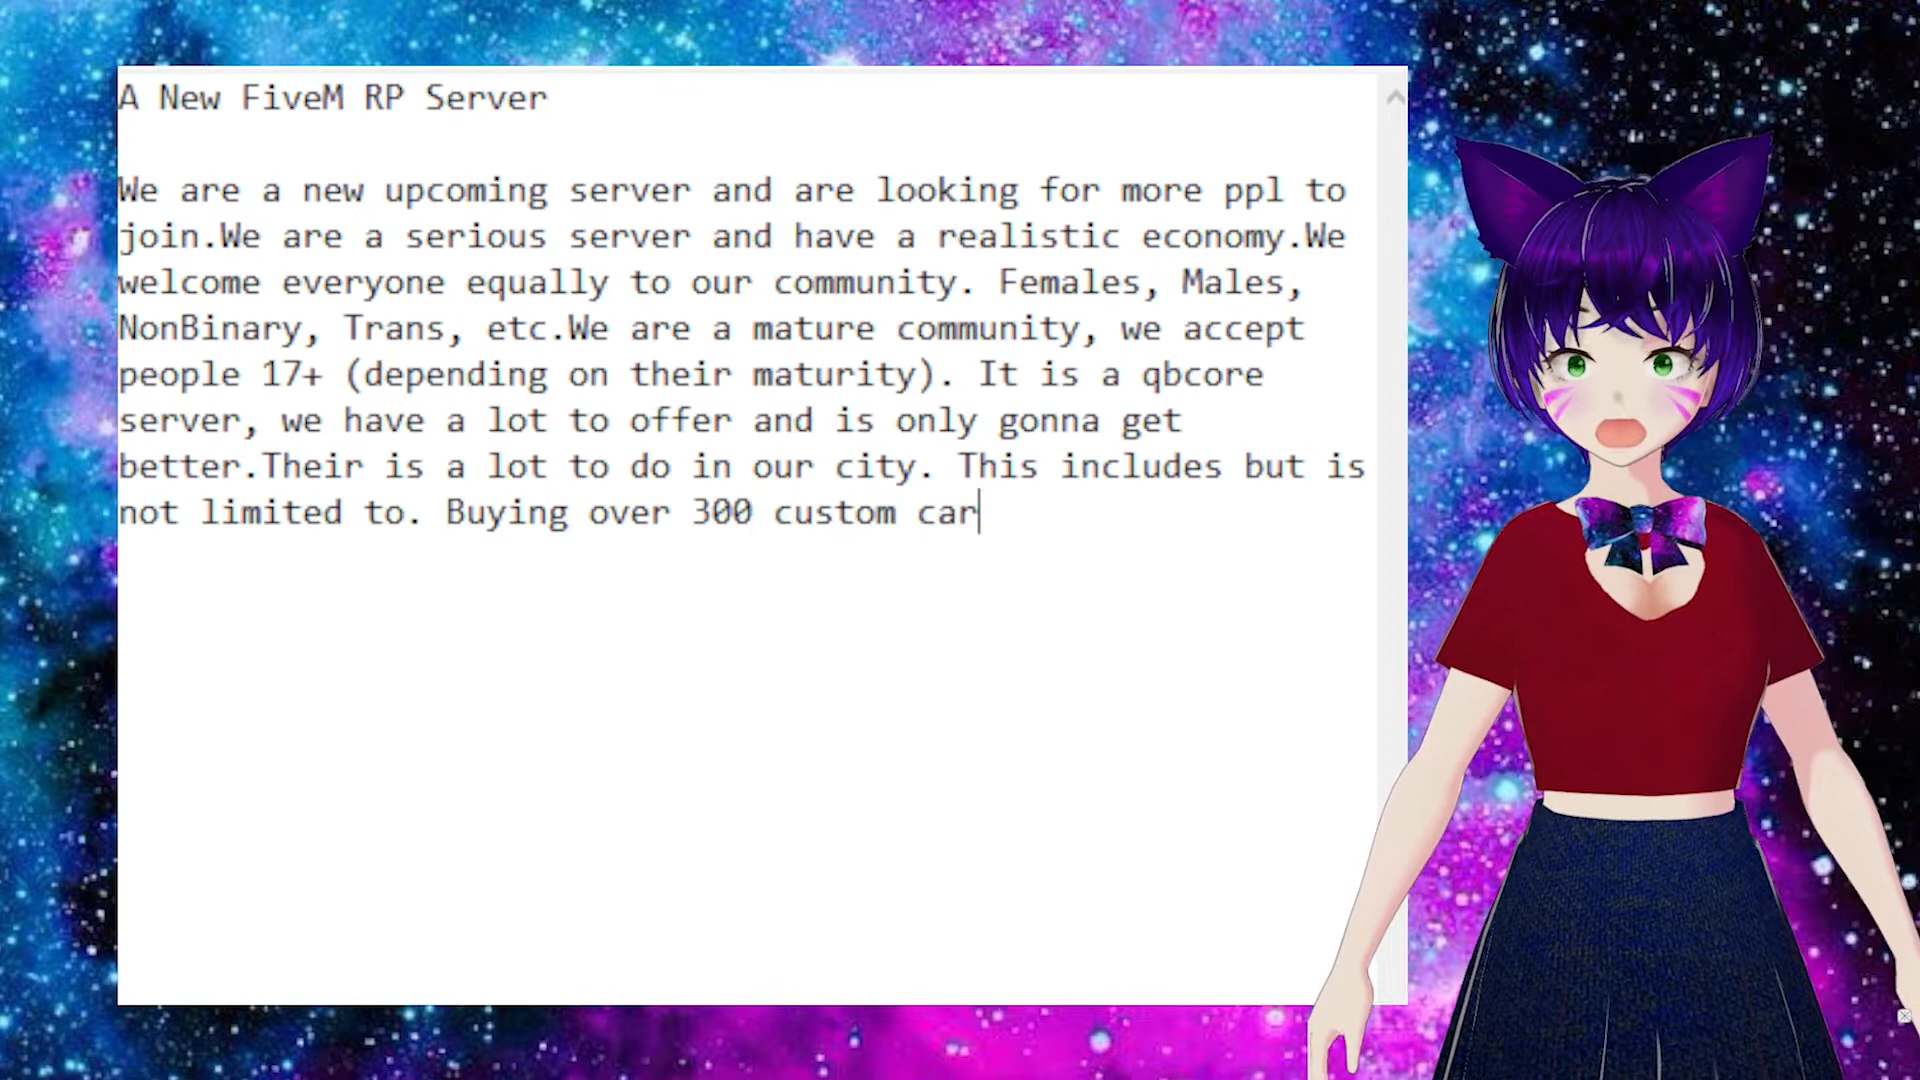 A New FiveM RP Server
We are a new upcoming server and are looking for more ppl to
join.We are a serious server and have a realistic economy.We
welcome everyone equally to our community. Females, Males,
NonBinary, Trans, etc.We are a mature community, we accept
people 17+ (depending on their maturity). It is a qbcore
server, we have a lot to offer and is only gonna get
better.Their is a lot to do in our city. This includes but is
not limited to. Buying over 300 custom car